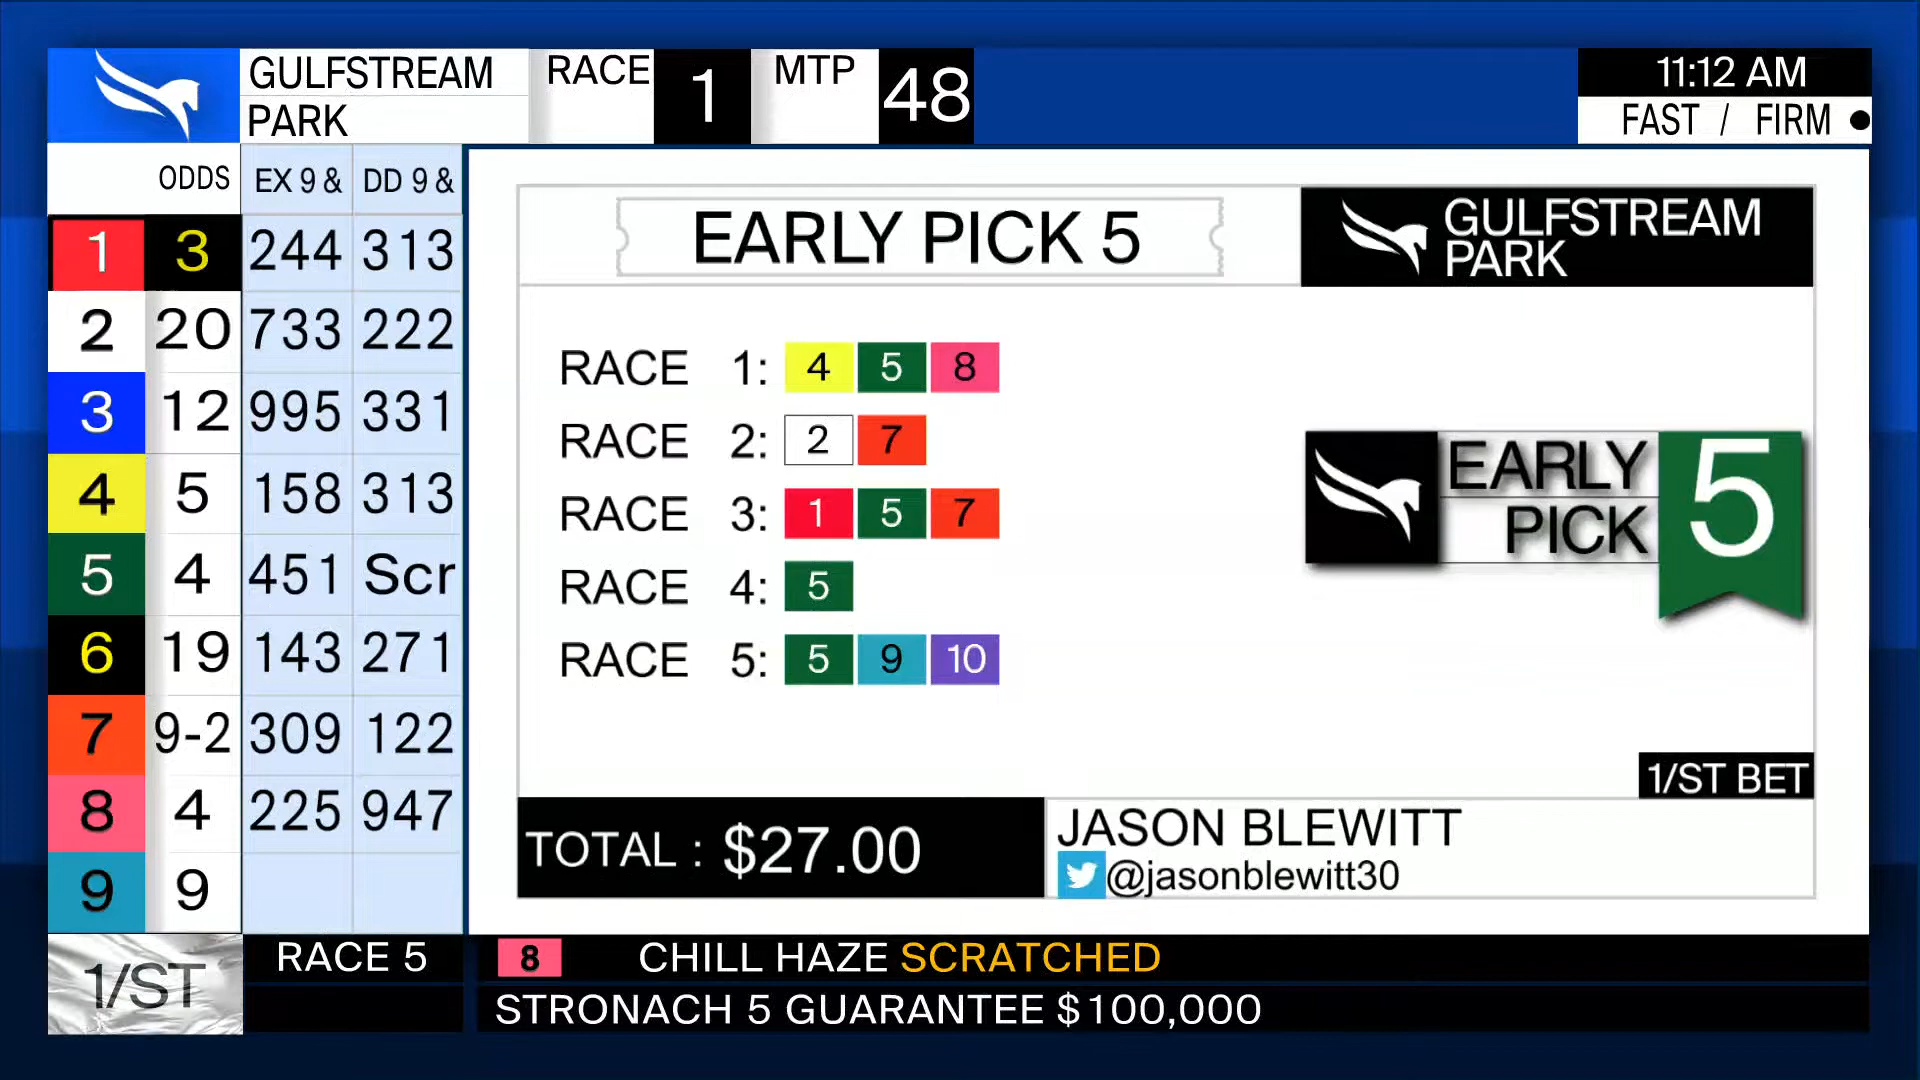 GULFSTREAM PARK RACE 1 MTP 48 11:12 AM
FAST / FIRM
ODDS EX 9 & DD 9 &
1 3 244 313
2 20 733 222
3 12 995 331
4 5 158 313
5 4 451 Scr
6 19 143 271
7 9-2 309 122
8 4 225 947
9 9
EARLY PICK 5
GULFSTREAM
PARK
RACE 1: 4 5 8
RACE 2: 2 7
RACE 3: 1 5 7
RACE 4: 5
RACE 5: 5 9 10
EARLY
PICK 5
1/ST BET
TOTAL : $27.00
JASON BLEWITT
@jasonblewitt30
1/ST
RACE 5 8 CHILL HAZE SCRATCHED
STRONACH 5 GUARANTEE $100,000